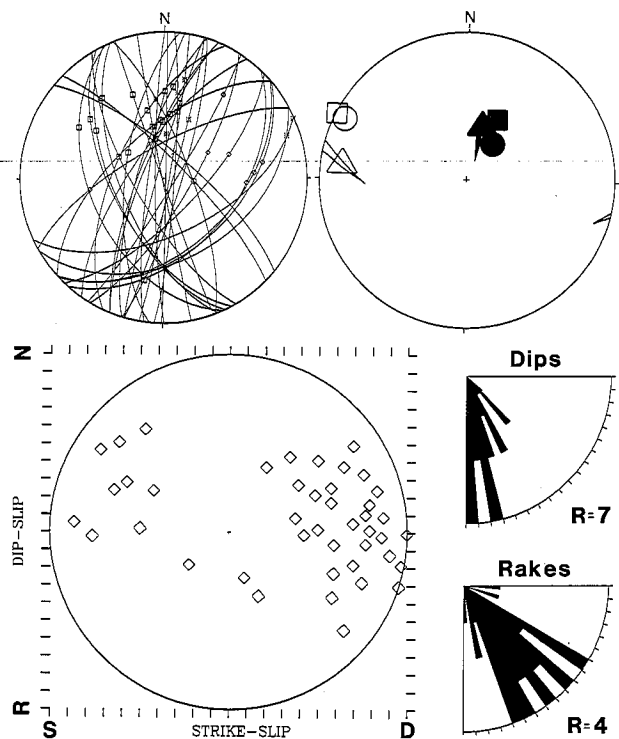 N
N
N
DIP-SLIP
R
S
STRIKE-SLIP
D
Dips
R=7
Rakes
R=4